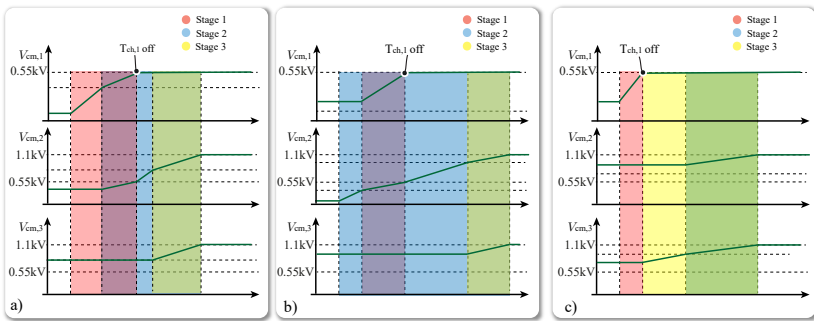 Stage 1
Stage 2
Stage 3
T_ch,1 off
V_cm,1
0.55kV
V_cm,2
1.1kV
0.55kV
V_cm,3
1.1kV
0.55kV
a)
Stage 1
Stage 2
Stage 3
T_ch,1 off
V_cm,1
0.55kV
V_cm,2
1.1kV
0.55kV
V_cm,3
1.1kV
0.55kV
b)
Stage 1
Stage 2
Stage 3
T_ch,1 off
V_cm,1
0.55kV
V_cm,2
1.1kV
0.55kV
V_cm,3
1.1kV
0.55kV
c)